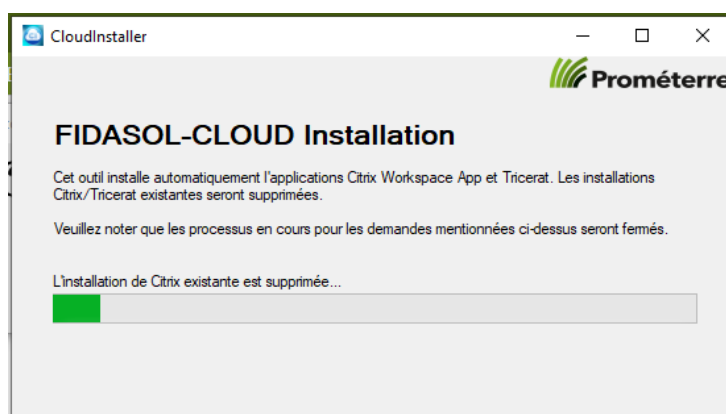 CloudInstaller
Prométerre
FIDASOL-CLOUD Installation
Cet outil installe automatiquement l'applications Citrix Workspace App et Tricerat. Les installations
Citrix/Tricerat existantes seront supprimées.
Veuillez noter que les processus en cours pour les demandes mentionnées ci-dessus seront fermés.
L'installation de Citrix existante est supprimée...